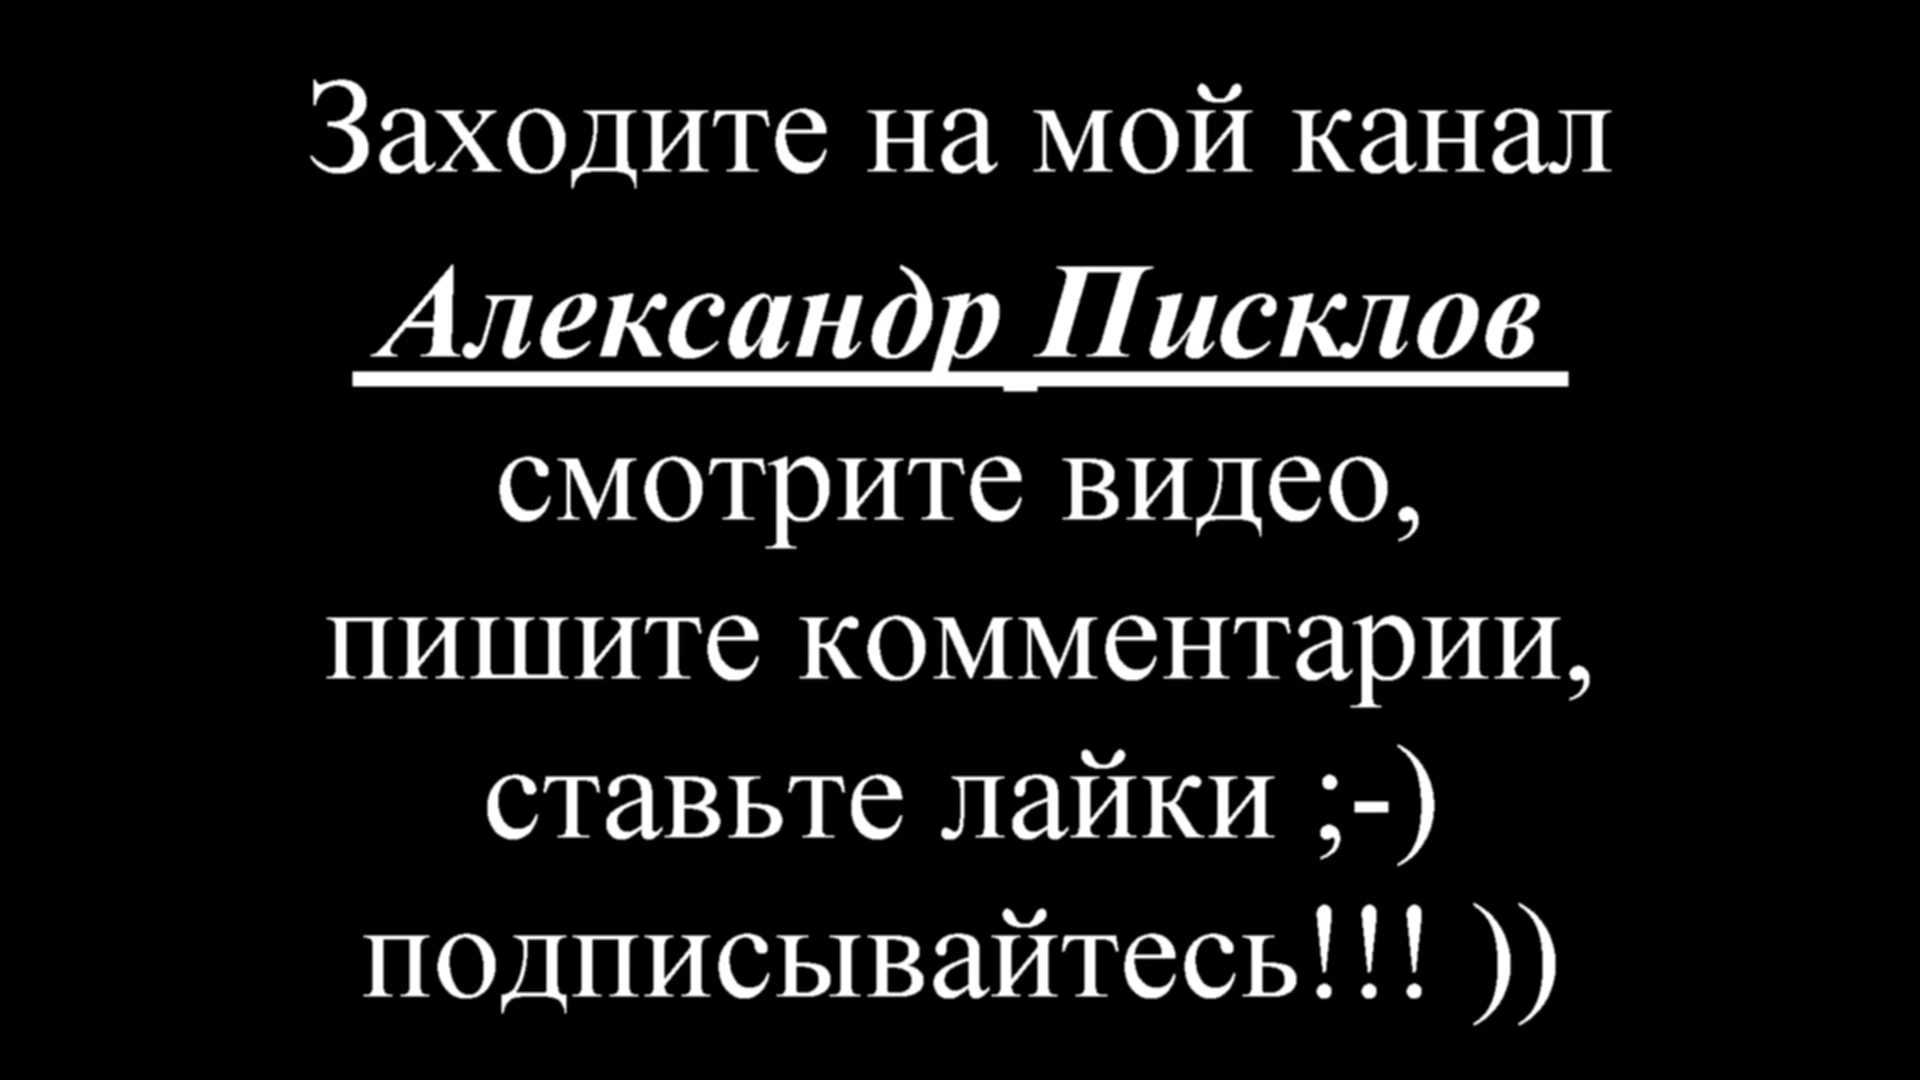 Заходите на мой канал
Александр Писклов
смотрите видео,
пишите комментарии,
ставьте лайки ;-)
подписывайтесь!!! ))